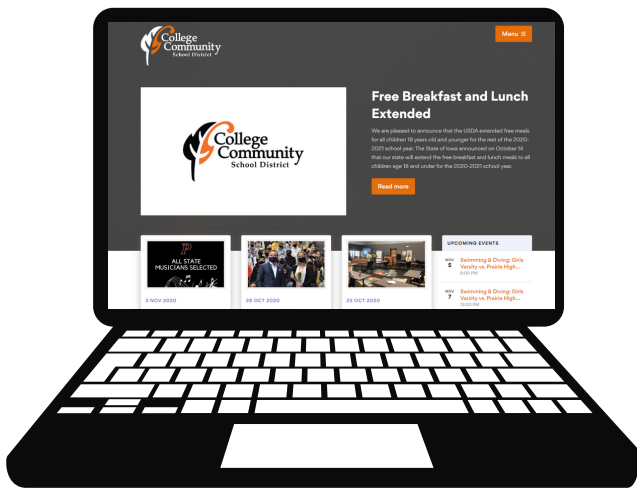 College
Community
School District
Menu ≡
College
Community
School District
Free Breakfast and Lunch
Extended
We are pleased to announce that the USDA extended free meals
for all children 18 years old and younger for the rest of the 2020-
2021 school year. The State of Iowa announced on October 14
that our state will extend the free breakfast and lunch meals to all
children age 18 and under for the 2020-2021 school year.
Read more
P
ALL STATE
MUSICIANS SELECTED
3 NOV 2020
28 OCT 2020
25 OCT 2020
UPCOMING EVENTS
NOV
5
Swimming & Diving: Girls
Varsity vs. Prairie High...
6:00 PM
NOV
7
Swimming & Diving: Girls
Varsity vs. Prairie High...
12:00 PM